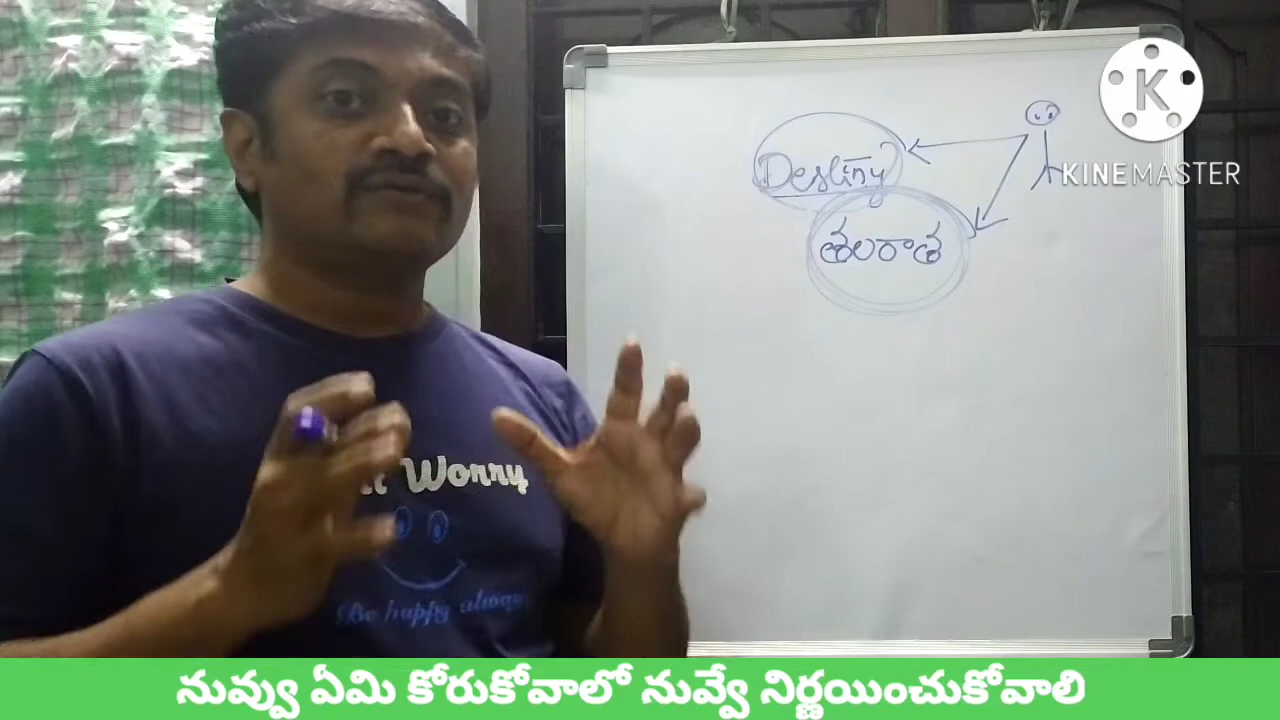 Destiny
తలరాత
K
KINEMASTER
Worry
Be happy always
నువ్వు ఏమి కోరుకోవాలో నువ్వే నిర్ణయించుకోవాలి